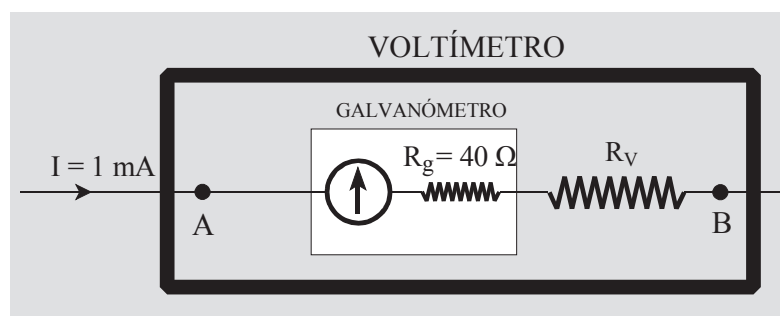 VOLTÍMETRO
GALVANÓMETRO
I = 1 mA
R_g = 40 Ω
R_V
A
B